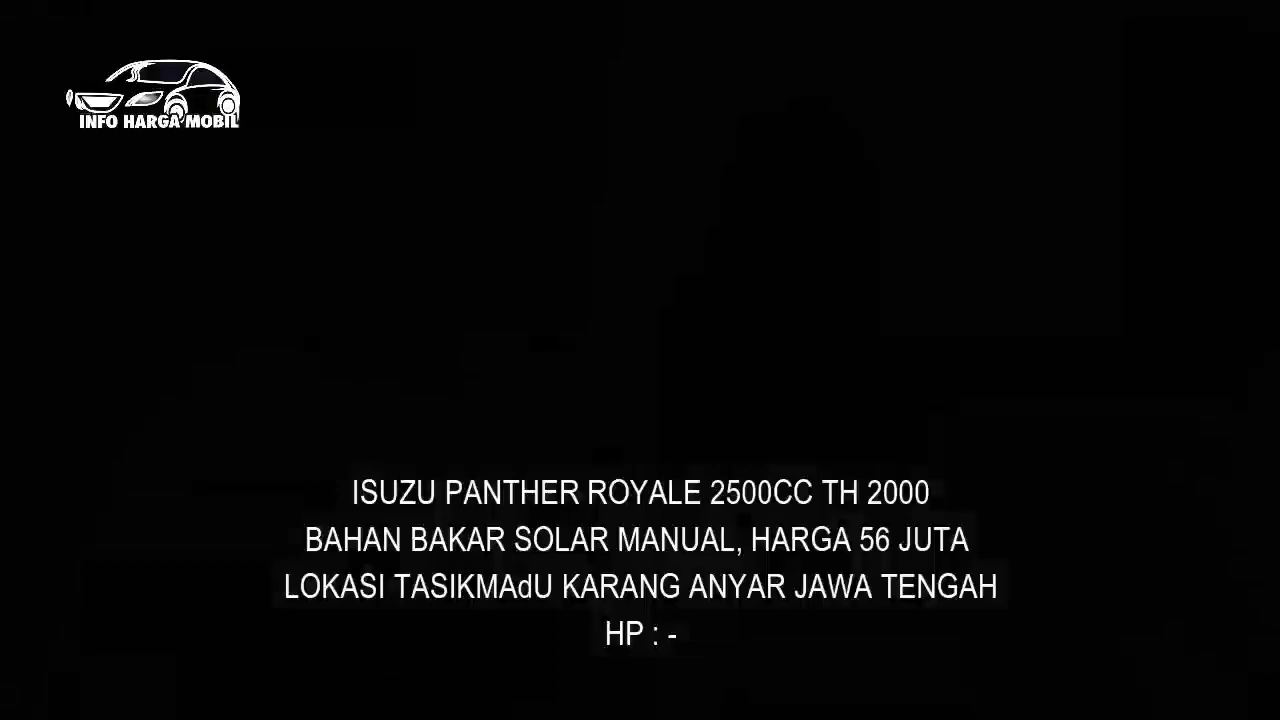 INFO HARGA MOBIL
ISUZU PANTHER ROYALE 2500CC TH 2000
BAHAN BAKAR SOLAR MANUAL, HARGA 56 JUTA
LOKASI TASIKMAdU KARANG ANYAR JAWA TENGAH
HP : -